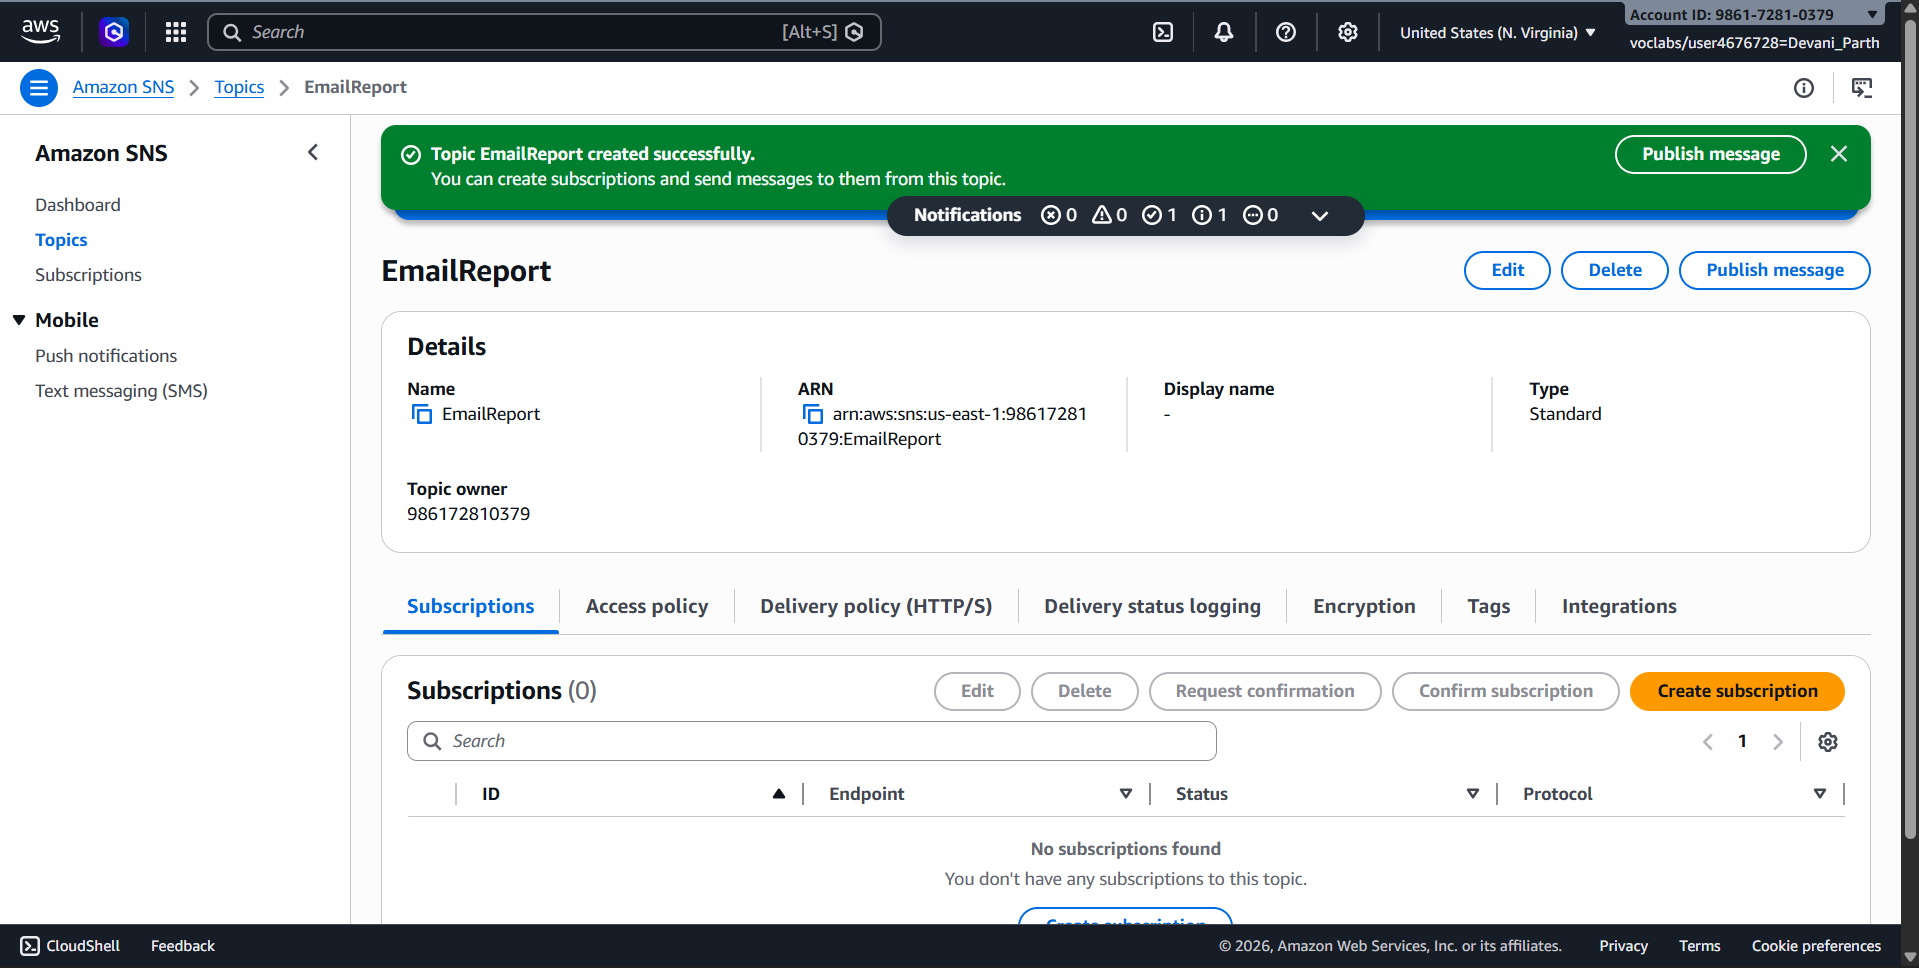 aws
Search
[Alt+S]
United States (N. Virginia)
Account ID: 9861-7281-0379
voclabs/user4676728=Devani_Parth
Amazon SNS
Topics
EmailReport
Amazon SNS
Dashboard
Topics
Subscriptions
Mobile
Push notifications
Text messaging (SMS)
Topic EmailReport created successfully.
You can create subscriptions and send messages to them from this topic.
Publish message
Notifications 0 0 1 1 0
EmailReport
Edit
Delete
Publish message
Details
Name
EmailReport
ARN
arn:aws:sns:us-east-1:98617281
0379:EmailReport
Display name
-
Type
Standard
Topic owner
986172810379
Subscriptions
Access policy
Delivery policy (HTTP/S)
Delivery status logging
Encryption
Tags
Integrations
Subscriptions (0)
Edit
Delete
Request confirmation
Confirm subscription
Create subscription
Search
1
ID
Endpoint
Status
Protocol
No subscriptions found
You don't have any subscriptions to this topic.
Create subscription
CloudShell
Feedback
© 2026, Amazon Web Services, Inc. or its affiliates.
Privacy
Terms
Cookie preferences